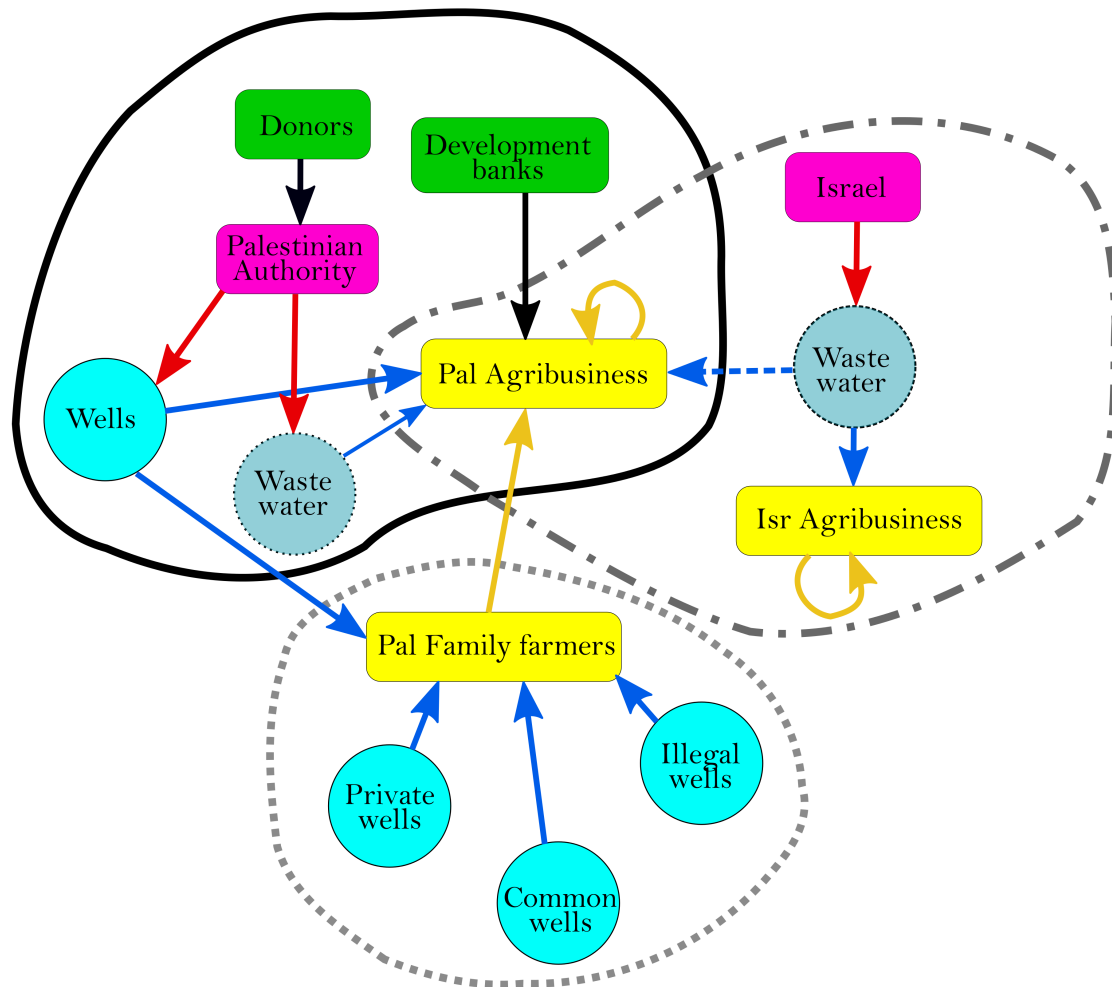 Donors
Development
banks
Israel
Palestinian
Authority
Waste
water
Pal Agribusiness
Wells
Waste
water
Isr Agribusiness
Pal Family farmers
Illegal
wells
Private
wells
Common
wells